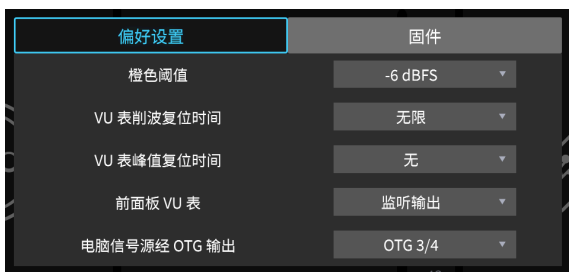 偏好设置 固件
橙色阈值 -6 dBFS
VU 表削波复位时间 无限
VU 表峰值复位时间 无
前面板 VU 表 监听输出
电脑信号源经 OTG 输出 OTG 3/4